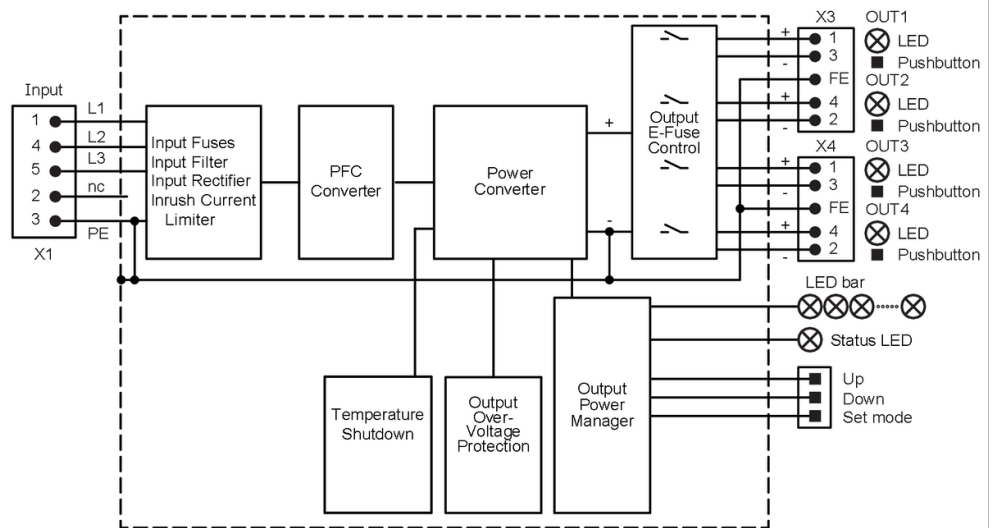 Input
1 L1
4 L2
5 L3
2 nc
3 PE
X1
Input Fuses
Input Filter
Input Rectifier
Inrush Current
Limiter
PFC
Converter
Power
Converter
+
-
Output
E-Fuse
Control
X3
+ 1
- 3
FE
+ 4
- 2
OUT1
LED
Pushbutton
OUT2
LED
Pushbutton
X4
+ 1
- 3
FE
+ 4
- 2
OUT3
LED
Pushbutton
OUT4
LED
Pushbutton
LED bar
Status LED
Up
Down
Set mode
Temperature
Shutdown
Output
Over-
Voltage
Protection
Output
Power
Manager